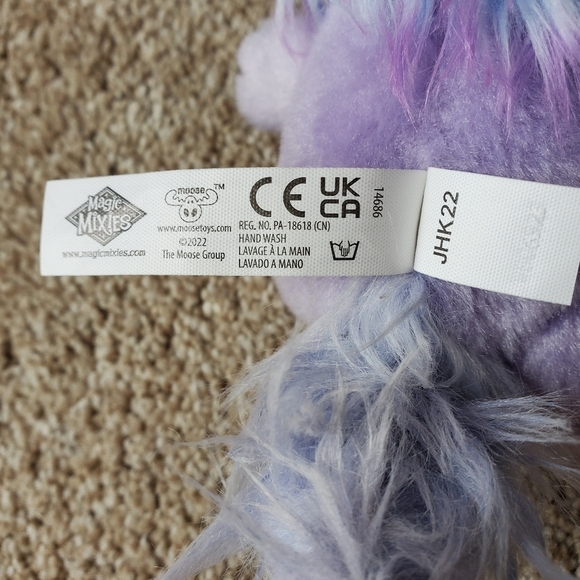 Magic
MIXIES
www.magicmixies.com
moose TM
www.moosetoys.com
©2022
The Moose Group
CE UK
CA
REG. NO. PA-18618 (CN)
HAND WASH
LAVAGE À LA MAIN
LAVADO A MANO
14686
JHK22